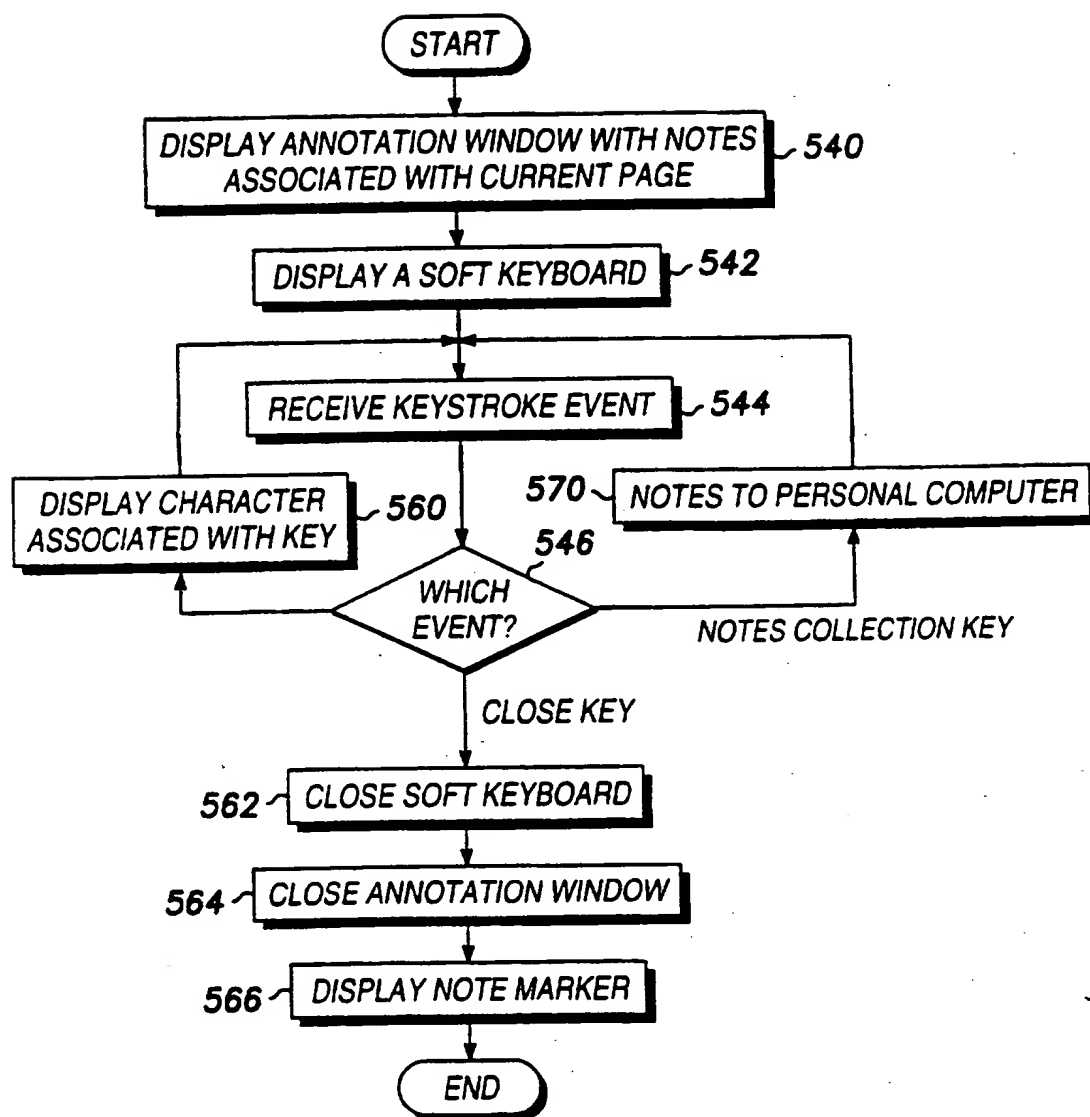 START
DISPLAY ANNOTATION WINDOW WITH NOTES
ASSOCIATED WITH CURRENT PAGE
540
DISPLAY A SOFT KEYBOARD
542
RECEIVE KEYSTROKE EVENT
544
DISPLAY CHARACTER
ASSOCIATED WITH KEY
560
570
NOTES TO PERSONAL COMPUTER
546
WHICH
EVENT?
NOTES COLLECTION KEY
CLOSE KEY
562
CLOSE SOFT KEYBOARD
564
CLOSE ANNOTATION WINDOW
566
DISPLAY NOTE MARKER
END